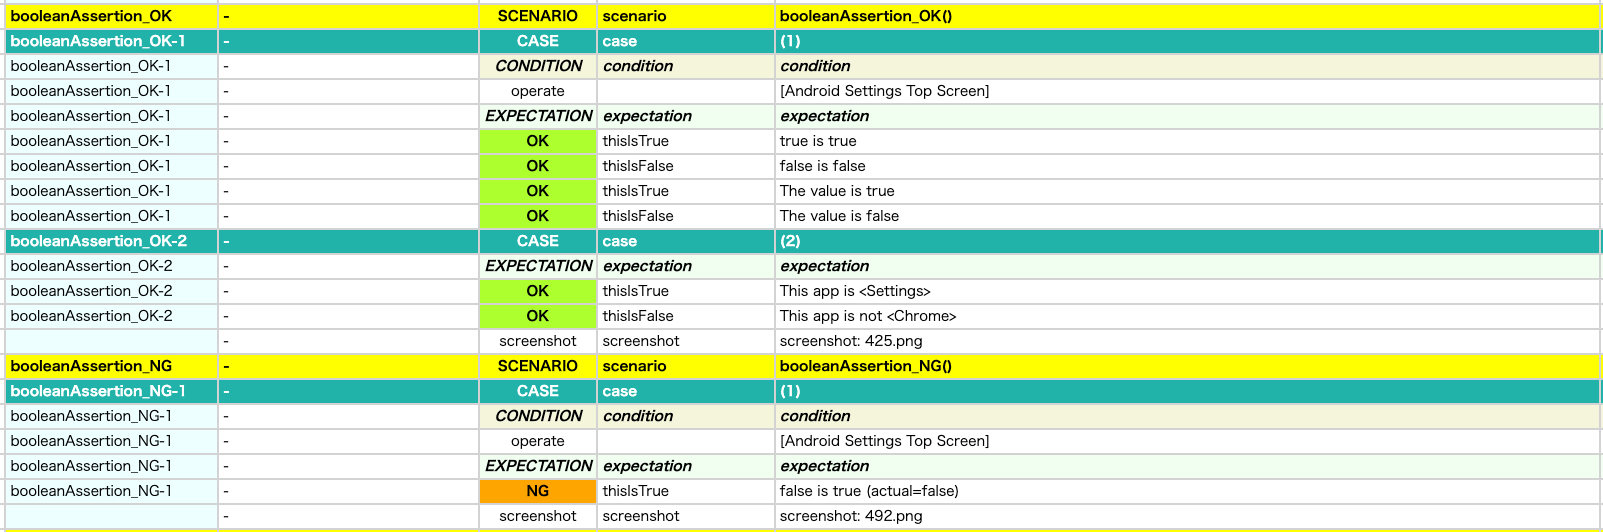 booleanAssertion_OK - SCENARIO scenario booleanAssertion_OK()
booleanAssertion_OK-1 - CASE case (1)
booleanAssertion_OK-1 - CONDITION condition condition
booleanAssertion_OK-1 - operate [Android Settings Top Screen]
booleanAssertion_OK-1 - EXPECTATION expectation expectation
booleanAssertion_OK-1 - OK thisIsTrue true is true
booleanAssertion_OK-1 - OK thisIsFalse false is false
booleanAssertion_OK-1 - OK thisIsTrue The value is true
booleanAssertion_OK-1 - OK thisIsFalse The value is false
booleanAssertion_OK-2 - CASE case (2)
booleanAssertion_OK-2 - EXPECTATION expectation expectation
booleanAssertion_OK-2 - OK thisIsTrue This app is <Settings>
booleanAssertion_OK-2 - OK thisIsFalse This app is not <Chrome>
- screenshot screenshot screenshot: 425.png
booleanAssertion_NG - SCENARIO scenario booleanAssertion_NG()
booleanAssertion_NG-1 - CASE case (1)
booleanAssertion_NG-1 - CONDITION condition condition
booleanAssertion_NG-1 - operate [Android Settings Top Screen]
booleanAssertion_NG-1 - EXPECTATION expectation expectation
booleanAssertion_NG-1 - NG thisIsTrue false is true (actual=false)
- screenshot screenshot screenshot: 492.png